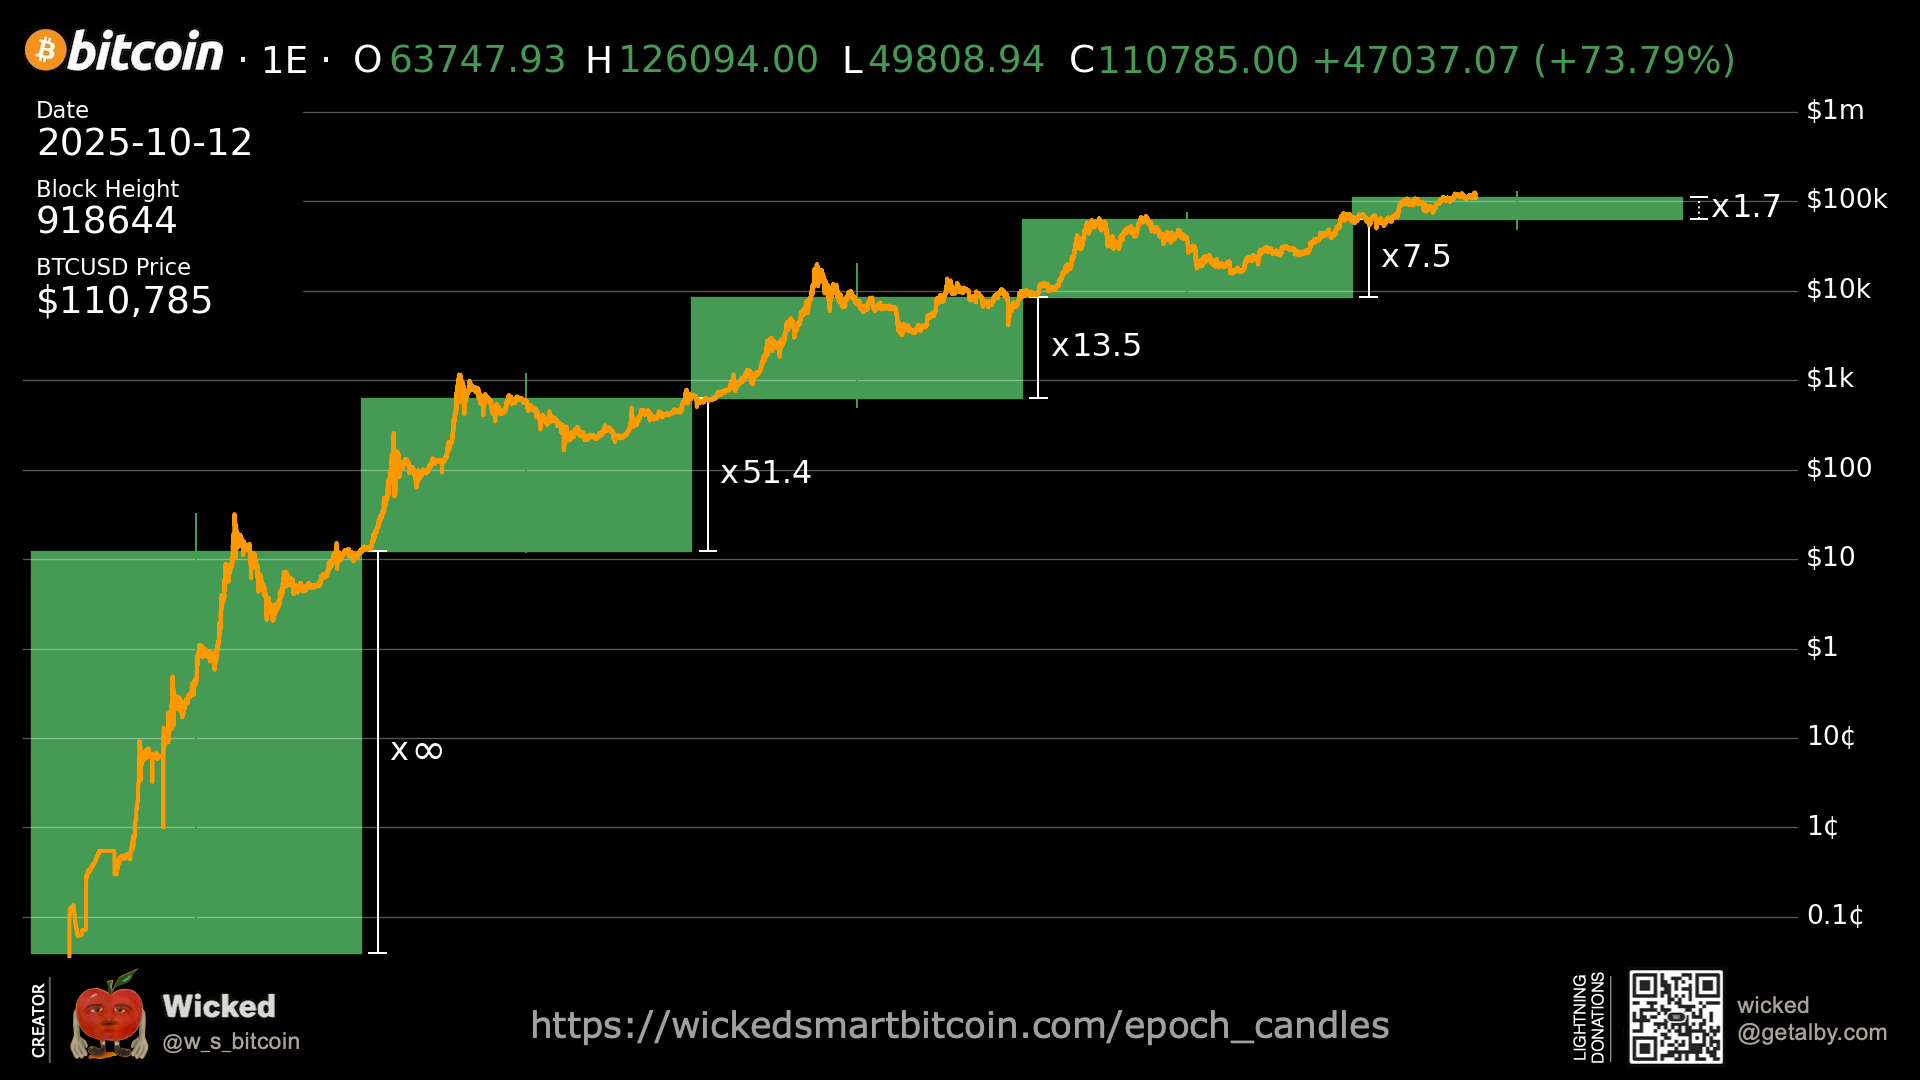 bitcoin · 1E · O 63747.93 H 126094.00 L 49808.94 C 110785.00 +47037.07 (+73.79%)
Date
2025-10-12
Block Height
918644
BTCUSD Price
$110,785
$1m
$100k
$10k
$1k
$100
$10
$1
10¢
1¢
0.1¢
x∞
x51.4
x13.5
x7.5
x1.7
CREATOR
Wicked
@w_s_bitcoin
https://wickedsmartbitcoin.com/epoch_candles
LIGHTNING
DONATIONS
wicked
@getalby.com